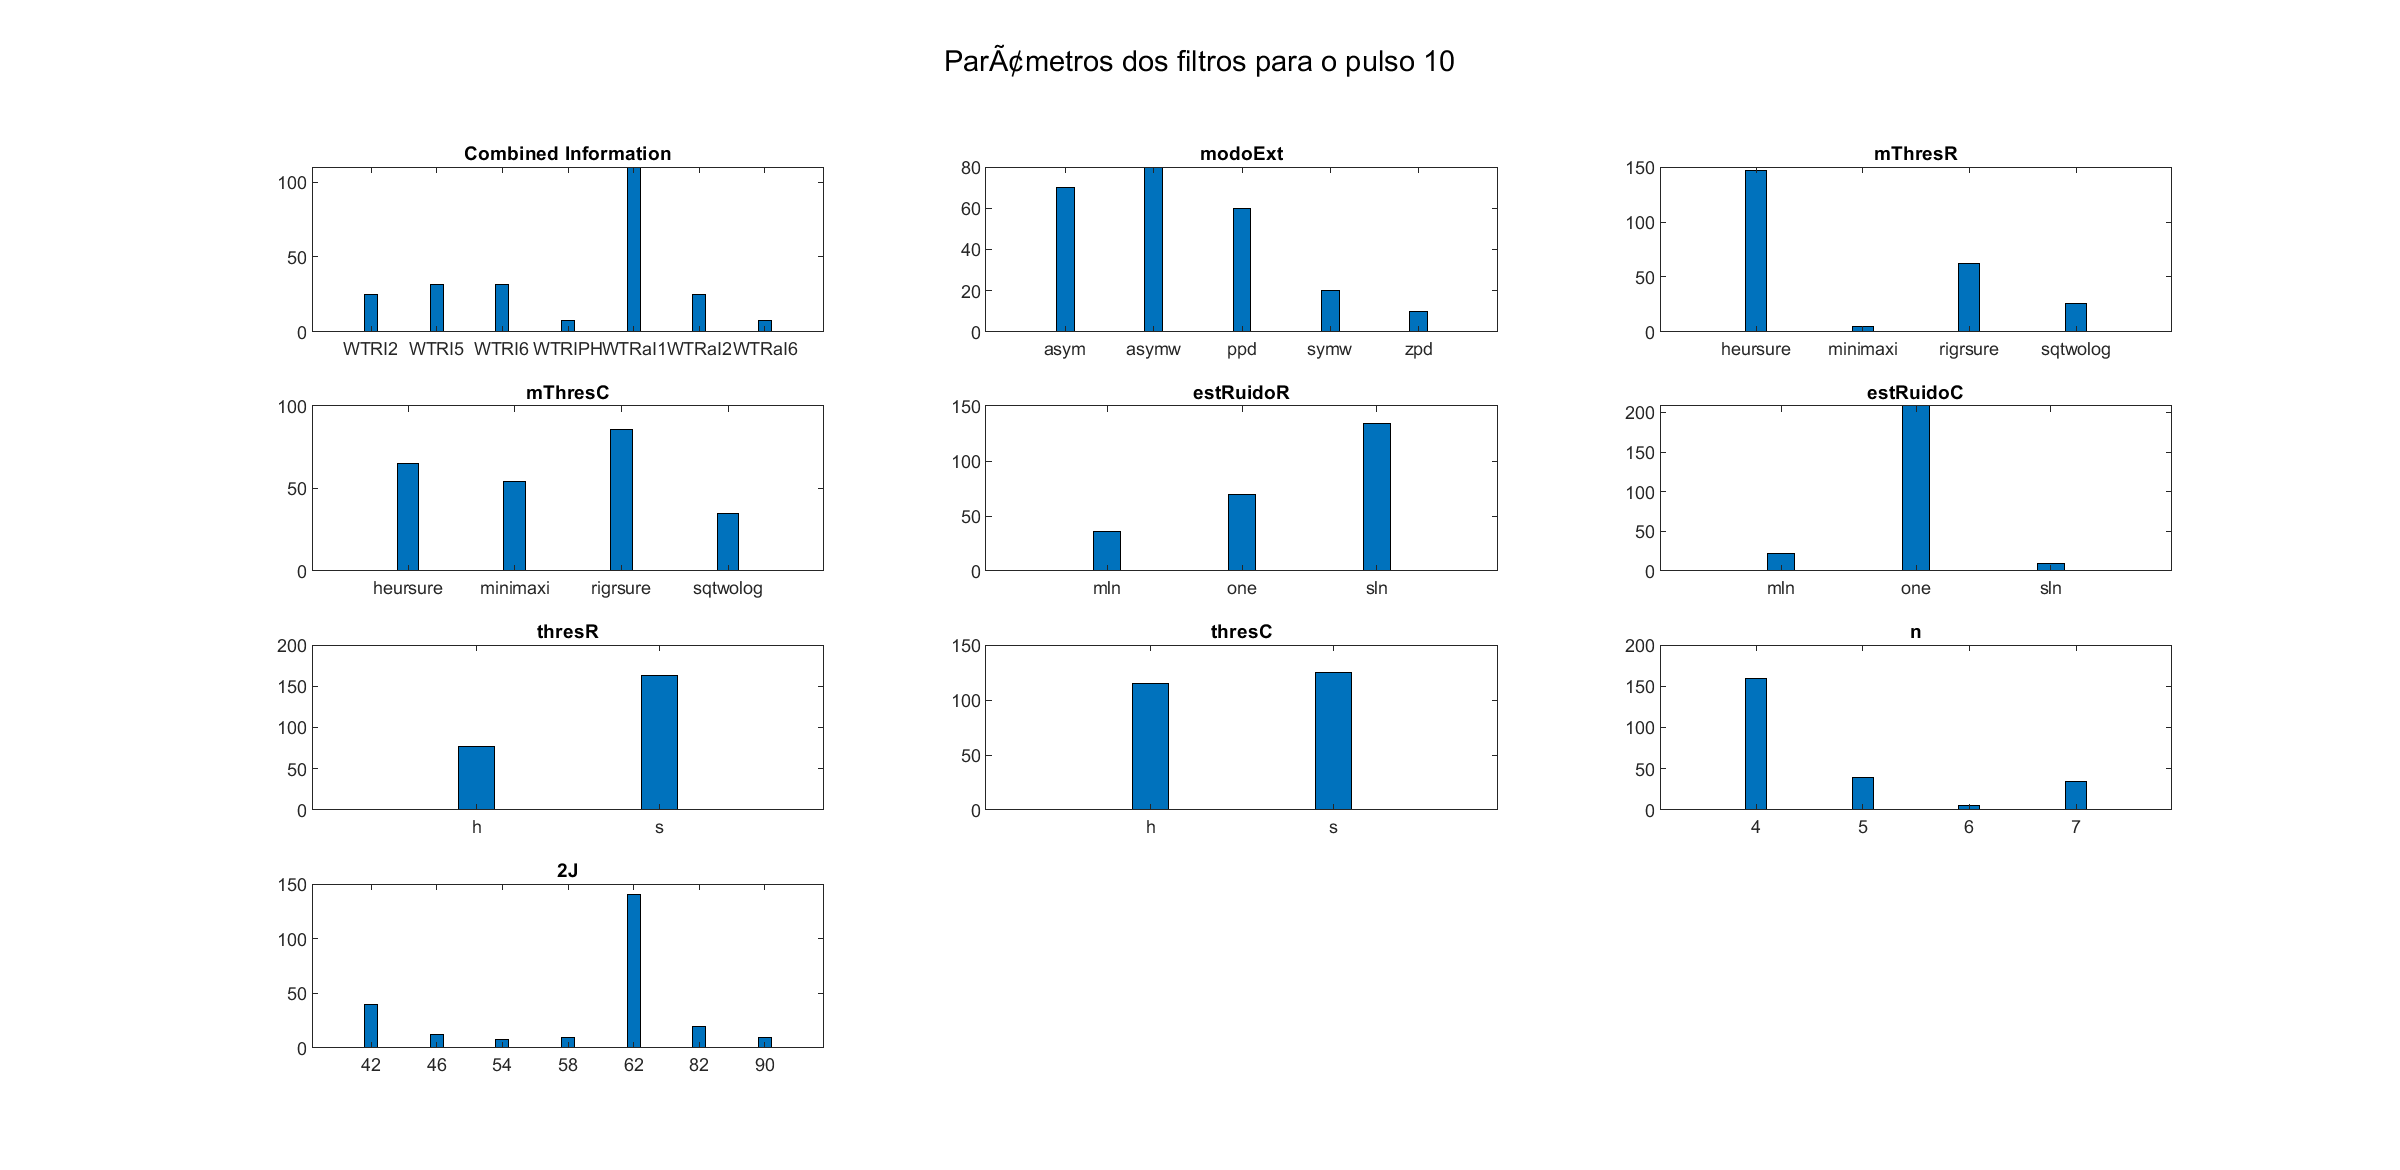 ParÃ¢metros dos filtros para o pulso 10
Combined Information
100
50
0
WTRI2 WTRI5 WTRI6 WTRIPHWTRaI1WTRaI2WTRaI6
modoExt
80
60
40
20
0
asym asymw ppd symw zpd
mThresR
150
100
50
0
heursure minimaxi rigrsure sqtwolog
mThresC
100
50
0
heursure minimaxi rigrsure sqtwolog
estRuidoR
150
100
50
0
mln one sln
estRuidoC
200
150
100
50
0
mln one sln
thresR
200
150
100
50
0
h s
thresC
150
100
50
0
h s
n
200
150
100
50
0
4 5 6 7
2J
150
100
50
0
42 46 54 58 62 82 90